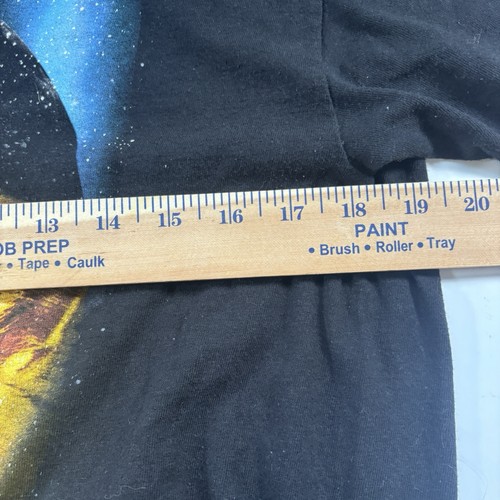 13 14 15 16 17 18 19 20
OB PREP PAINT
• Tape • Caulk • Brush • Roller • Tray